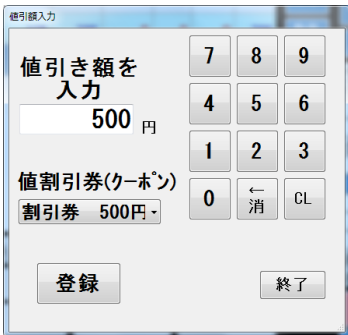 値引額入力
値引き額を
入力
500 円
値割引券(ｸｰﾎﾟﾝ)
割引券 500円
登録
7 8 9
4 5 6
1 2 3
0 ←消 CL
終了